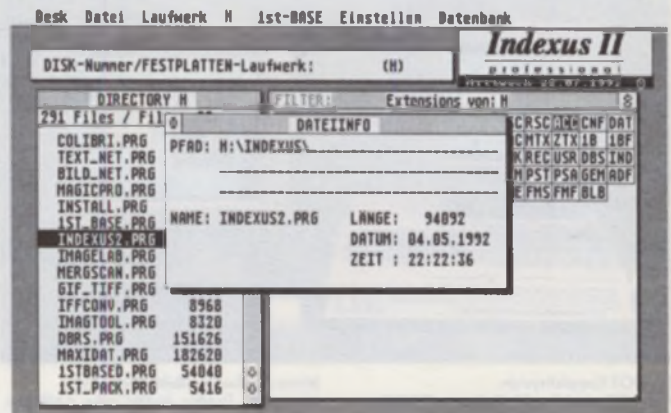 Desk Datei Laufwerk M 1st-BASE Einstellen Datenbank
Indexus II
professional
DISK-Nummer/FESTPLATTEN-Laufwerk: (M)
DIRECTORY M
FILTER:
Extensions von: M
291 Files / Fil
DATEIINFO
PFAD: M:\INDEXUS\
NAME: INDEXUS2.PRG
LÄNGE: 94092
DATUM: 04.05.1992
ZEIT : 22:22:36
COLIBRI.PRG
TEXT_NET.PRG
BILD_NET.PRG
MAGICPRO.PRG
INSTALL.PRG
1ST_BASE.PRG
INDEXUS2.PRG
IMAGELAB.PRG
MERGSCAN.PRG
GIF_TIFF.PRG
IFFCONV.PRG 8968
IMAGTOOL.PRG 8320
DBRS.PRG 151626
MAXIDAT.PRG 182620
1STBASED.PRG 54048
1ST_PACK.PRG 5416
C RSC ACC CNF DAT
C MTX ZTX 1B 1BF
K REC USR DBS IND
M PST PSA GEM ADF
E FMS FMF BLB